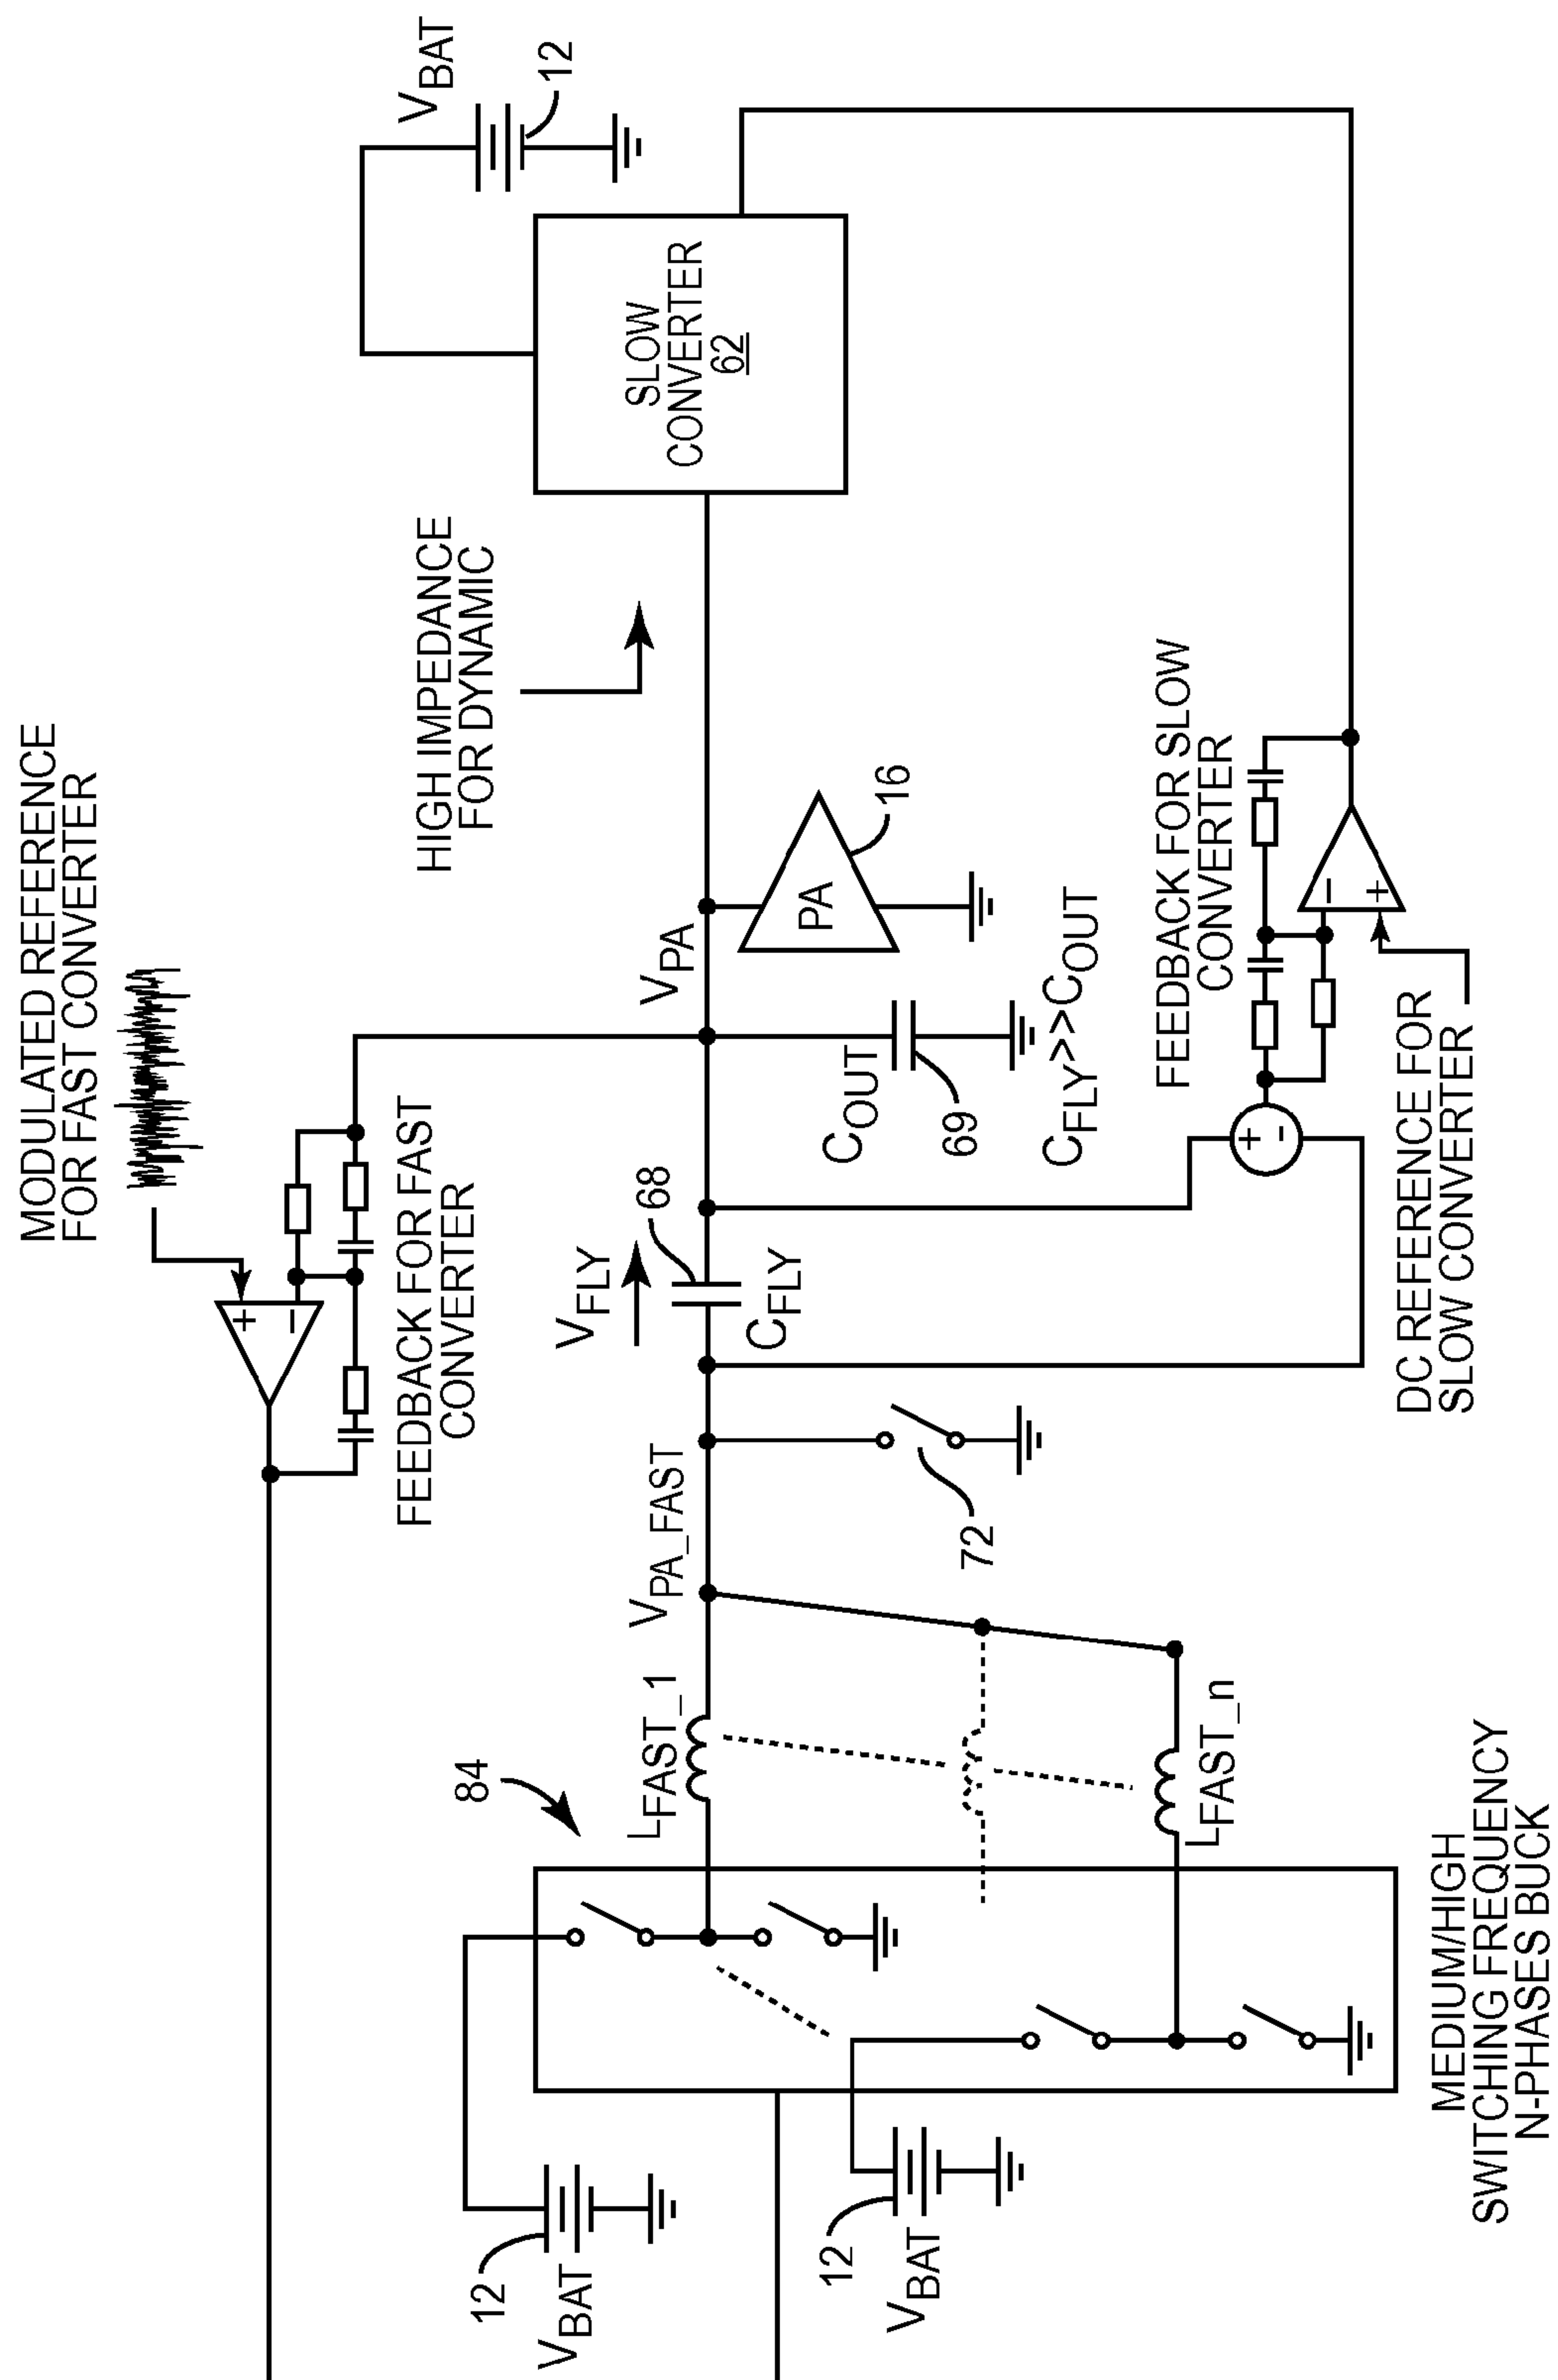 MODULATED REFERENCE
FOR FAST CONVERTER
+
−
FEEDBACK FOR FAST
CONVERTER
HIGH IMPEDANCE
FOR DYNAMIC
VBAT
12
SLOW
CONVERTER
62
VPA
PA
16
VFLY
68
CFLY
COUT
69
CFLY>>COUT
FEEDBACK FOR SLOW
CONVERTER
+
-
−
+
DC REFERENCE FOR
SLOW CONVERTER
VPA_FAST
72
84
LFAST_1
LFAST_n
12
VBAT
12
VBAT
MEDIUM/HIGH
SWITCHING FREQUENCY
N-PHASES BUCK